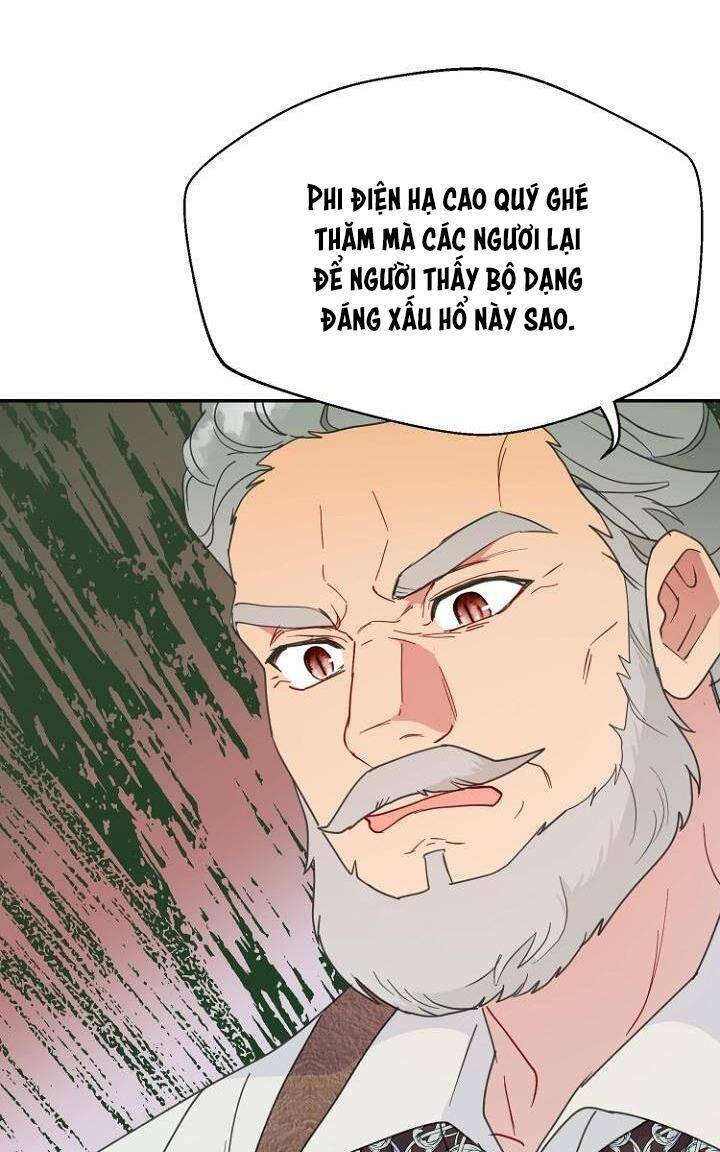 PHI ĐIỆN HẠ CAO QUÝ GHÉ
THĂM MÀ CÁC NGƯƠI LẠI
ĐỂ NGƯỜI THẤY BỘ DẠNG
ĐÁNG XẤU HỔ NÀY SAO.